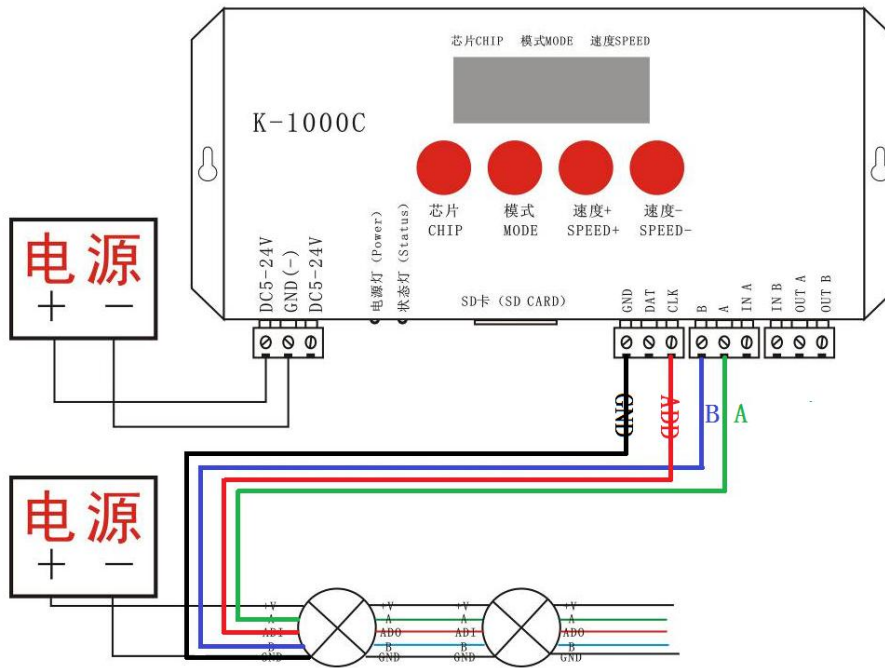 芯片CHIP 模式MODE 速度SPEED
K-1000C
芯片 模式 速度+ 速度-
CHIP MODE SPEED+ SPEED-
电源
+ −
DC5-24V
GND(-)
DC5-24V
电源灯(Power)
状态灯(Status)
SD卡(SD CARD)
GND
DAT
CLK
B
A
IN A
IN B
OUT A
OUT B
GND
ADD
B
A
电源
+ −
+V +V +V +V
A A A A
ADI ADO ADI ADO
B B B B
GND GND GND GND